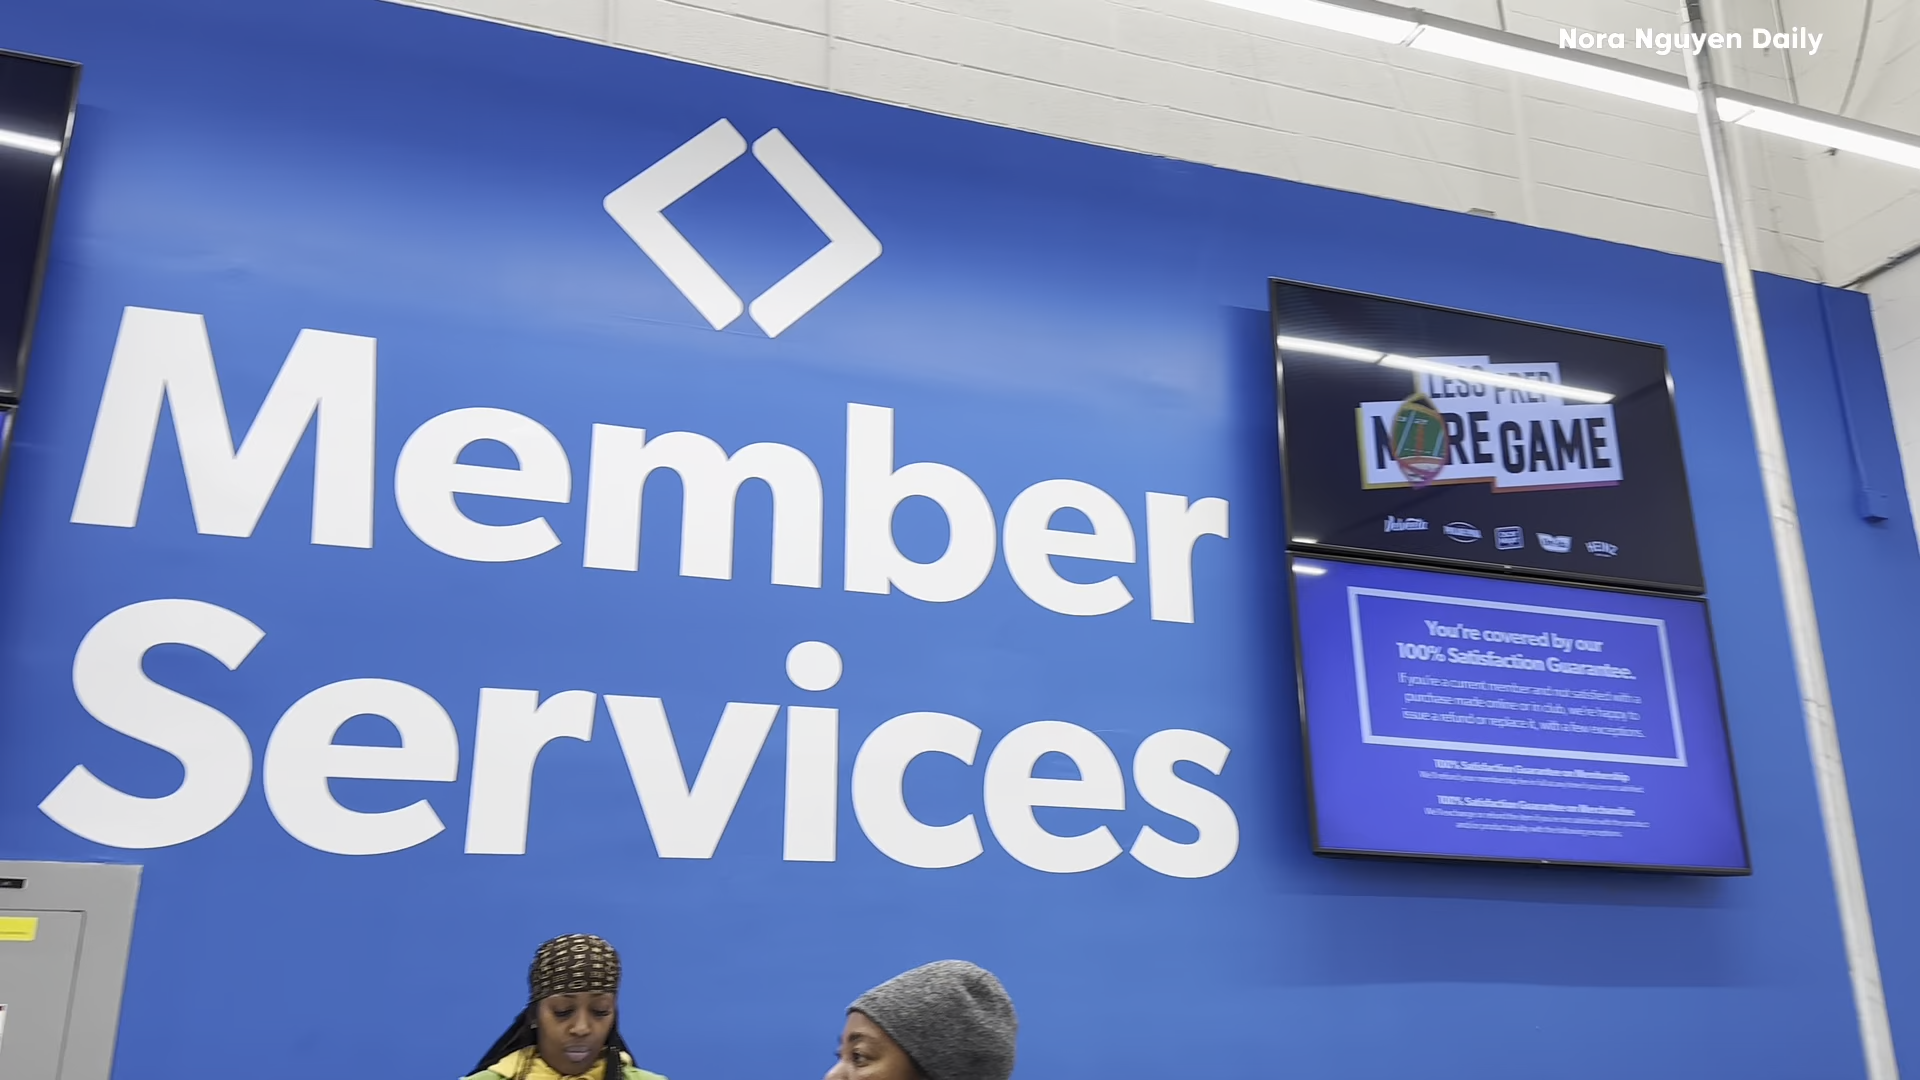 Nora Nguyen Daily
Member
Services
LESS PREP
MORE GAME
HEINZ
You're covered by our
100% Satisfaction Guarantee.
If you're a current member and not satisfied with a
purchase made online or in club, we're happy to
issue a refund or replace it, with a few exceptions.
100% Satisfaction Guarantee on Membership
100% Satisfaction Guarantee on Merchandise